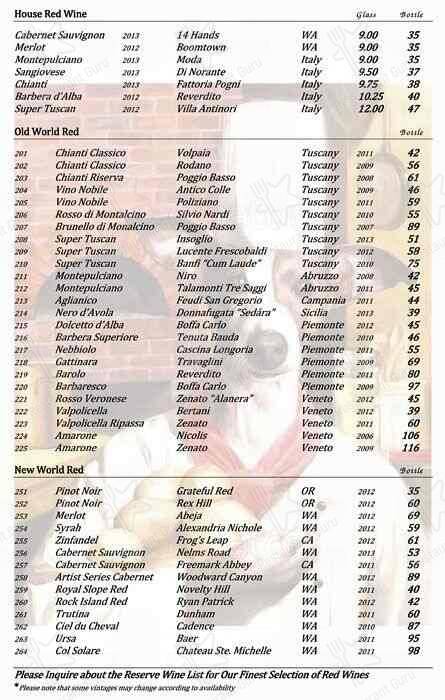 House Red Wine Glass Bottle
Cabernet Sauvignon 2013 14 Hands WA 9.00 35
Merlot 2012 Boomtown WA 9.00 35
Montepulciano 2013 Moda Italy 9.00 35
Sangiovese 2013 Di Norante Italy 9.50 37
Chianti 2013 Fattoria Pogni Italy 9.75 38
Barbera d'Alba 2012 Reverdito Italy 10.25 40
Super Tuscan 2012 Villa Antinori Italy 12.00 47
Old World Red Bottle
201 Chianti Classico Volpaia Tuscany 2011 42
202 Chianti Classico Rodano Tuscany 2009 56
203 Chianti Riserva Poggio Basso Tuscany 2008 61
204 Vino Nobile Antico Colle Tuscany 2009 46
205 Vino Nobile Poliziano Tuscany 2011 59
206 Rosso di Montalcino Silvio Nardi Tuscany 2010 55
207 Brunello di Monalcino Poggio Basso Tuscany 2007 89
208 Super Tuscan Insoglio Tuscany 2013 51
209 Super Tuscan Lucente Frescobaldi Tuscany 2012 58
210 Super Tuscan Banfi "Cum Laude" Tuscany 2010 75
211 Montepulciano Niro Abruzzo 2008 42
212 Montepulciano Talamonti Tre Saggi Abruzzo 2011 45
213 Aglianico Feudi San Gregorio Campania 2011 44
214 Nero d'Avola Donnafugata "Sedára" Sicilia 2013 39
215 Dolcetto d'Alba Boffa Carlo Piemonte 2012 45
216 Barbera Superiore Tenuta Bauda Piemonte 2010 46
217 Nebbiolo Cascina Longoria Piemonte 2011 55
218 Gattinara Travaglini Piemonte 2009 69
219 Barolo Reverdito Piemonte 2011 80
220 Barbaresco Boffa Carlo Piemonte 2009 97
221 Rosso Veronese Zenato "Alanera" Veneto 2012 45
222 Valpolicella Bertani Veneto 2012 39
223 Valpolicella Ripassa Zenato Veneto 2011 60
224 Amarone Nicolis Veneto 2006 106
225 Amarone Zenato Veneto 2009 116
New World Red Bottle
251 Pinot Noir Grateful Red OR 2012 35
252 Pinot Noir Rex Hill OR 2012 60
253 Merlot Abeja WA 2012 69
254 Syrah Alexandria Nichole WA 2012 59
255 Zinfandel Frog's Leap CA 2012 61
256 Cabernet Sauvignon Nelms Road WA 2013 53
257 Cabernet Sauvignon Freemark Abbey CA 2011 56
258 Artist Series Cabernet Woodward Canyon WA 2012 89
259 Royal Slope Red Novelty Hill WA 2011 40
260 Rock Island Red Ryan Patrick WA 2012 42
261 Trutina Dunham WA 2011 60
262 Ciel du Cheval Cadence WA 2010 87
263 Ursa Baer WA 2011 95
264 Col Solare Chateau Ste. Michelle WA 2011 98
Please Inquire about the Reserve Wine List for Our Finest Selection of Red Wines
* Please note that some vintages may change according to availability